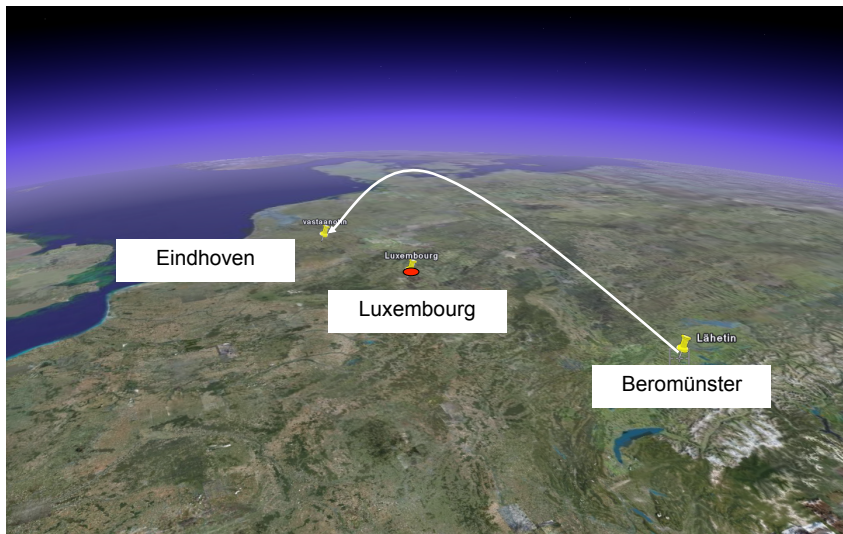 vastaanotin
Eindhoven
Luxembourg
Luxembourg
Lähetin
Beromünster